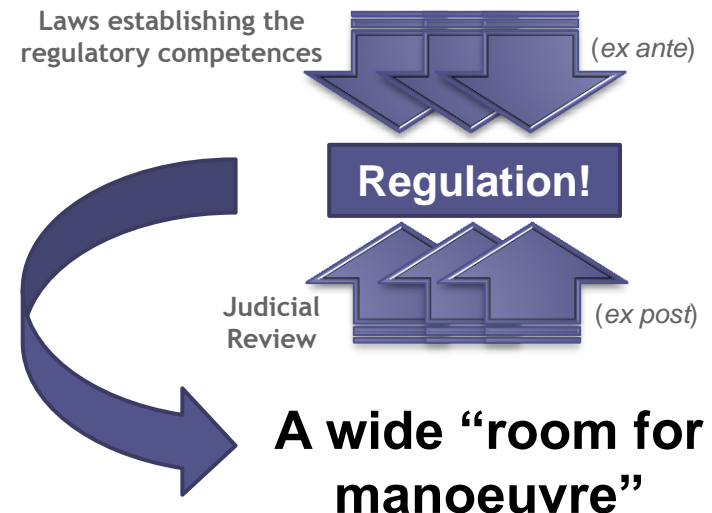 Laws establishing the
regulatory competences
(ex ante)
Regulation!
Judicial
Review
(ex post)
A wide “room for
manoeuvre”